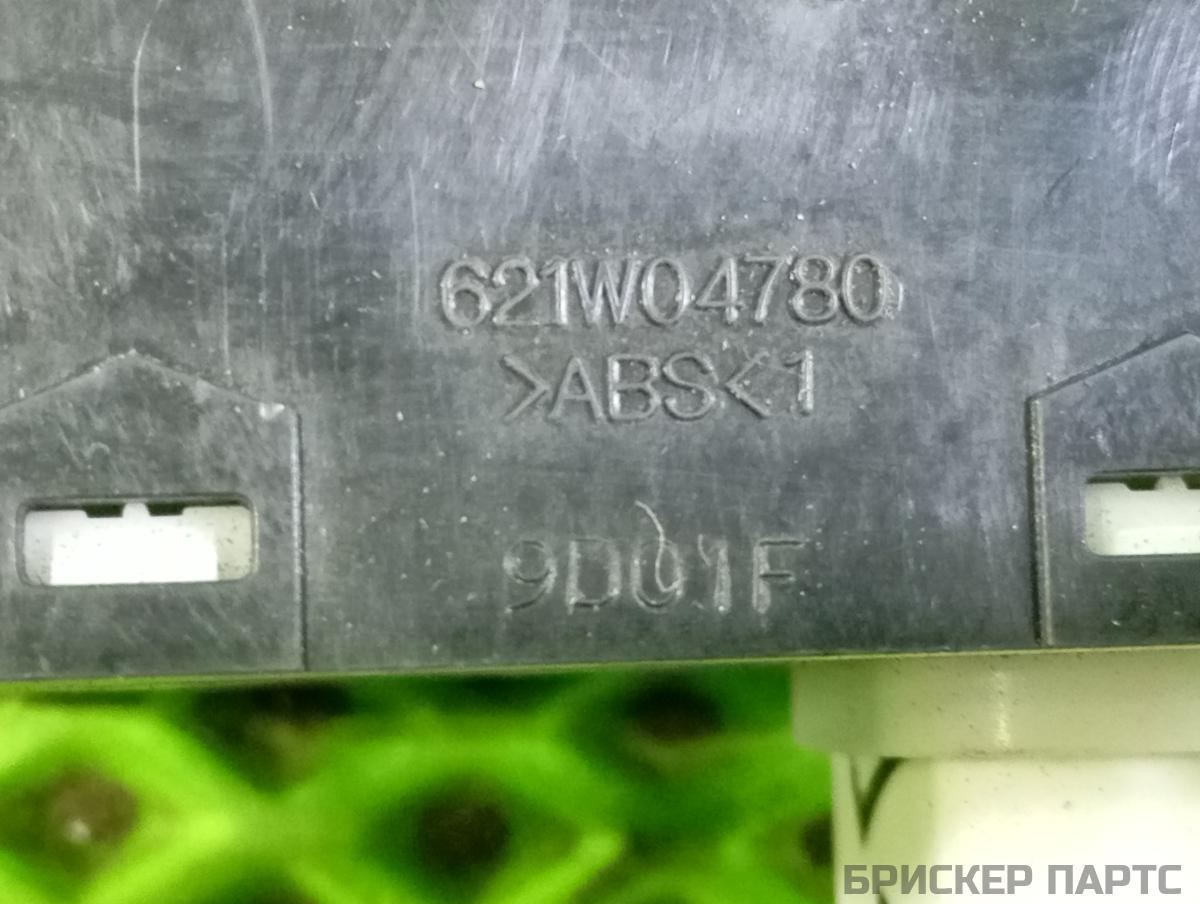 621W04780
>ABS<1
9D01F
БРИСКЕР ПАРТС